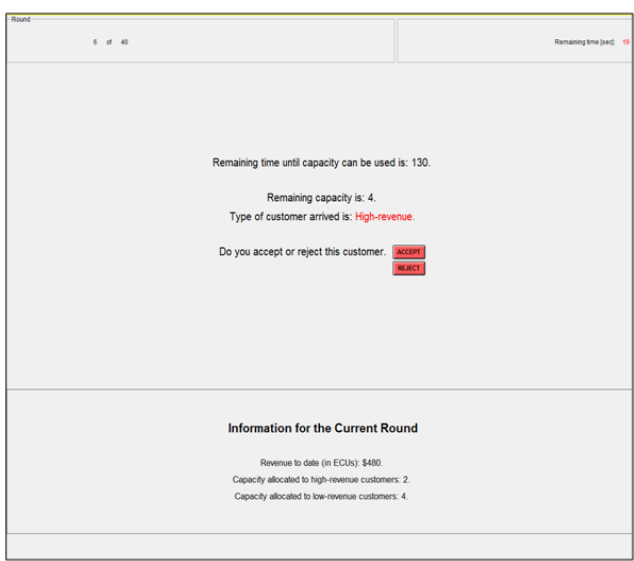 Round
6 of 40
Remaining time [sec]: 19
Remaining time until capacity can be used is: 130.
Remaining capacity is: 4.
Type of customer arrived is: High-revenue.
Do you accept or reject this customer. ACCEPT
REJECT
Information for the Current Round
Revenue to date (in ECUs): $480.
Capacity allocated to high-revenue customers: 2.
Capacity allocated to low-revenue customers: 4.